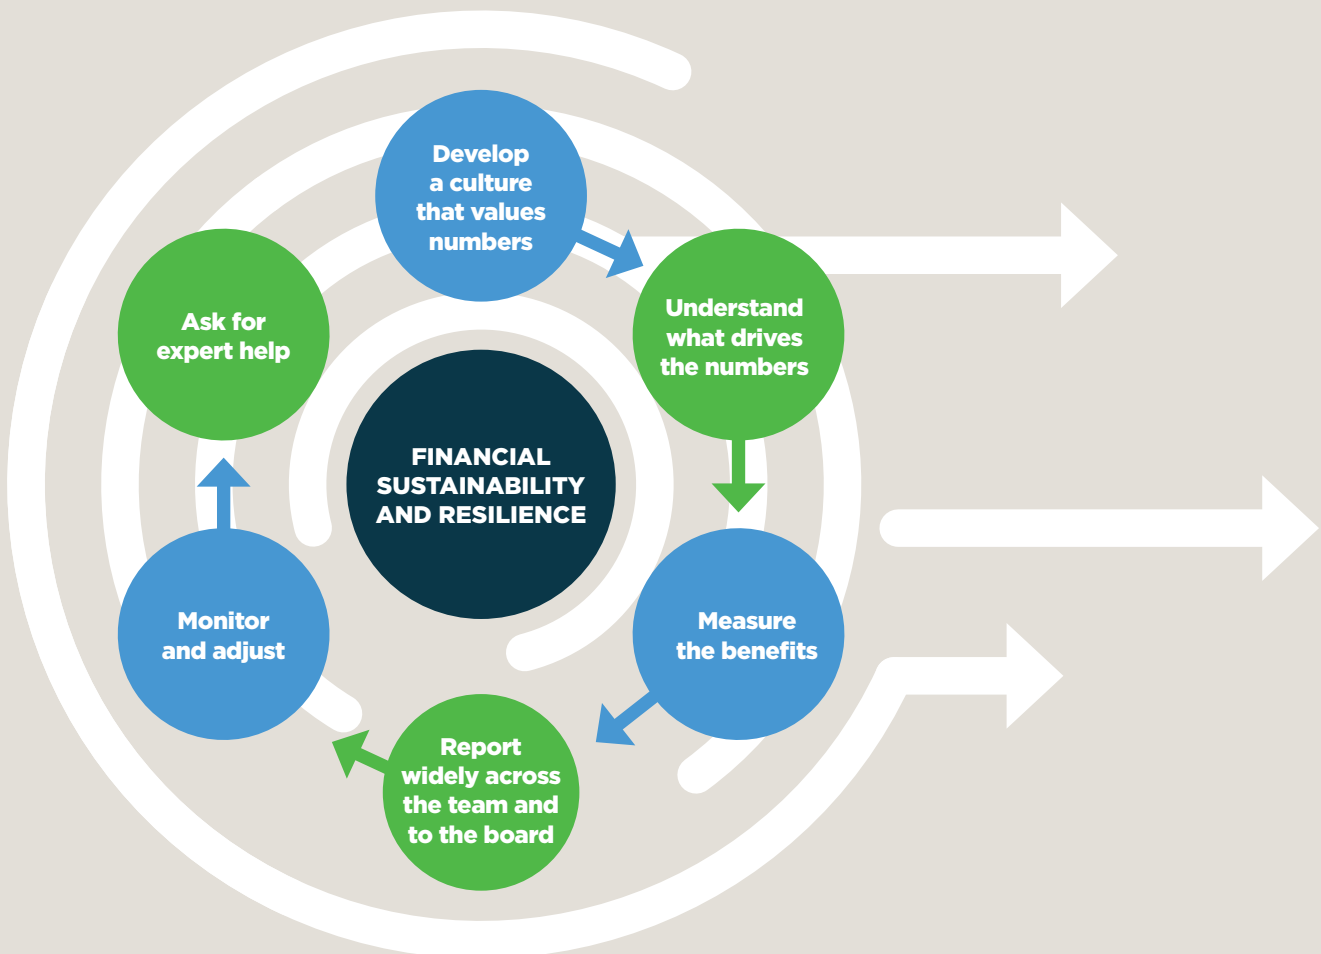 Develop
a culture
that values
numbers
Understand
what drives
the numbers
Measure
the benefits
Report
widely across
the team and
to the board
Monitor
and adjust
Ask for
expert help
FINANCIAL
SUSTAINABILITY
AND RESILIENCE